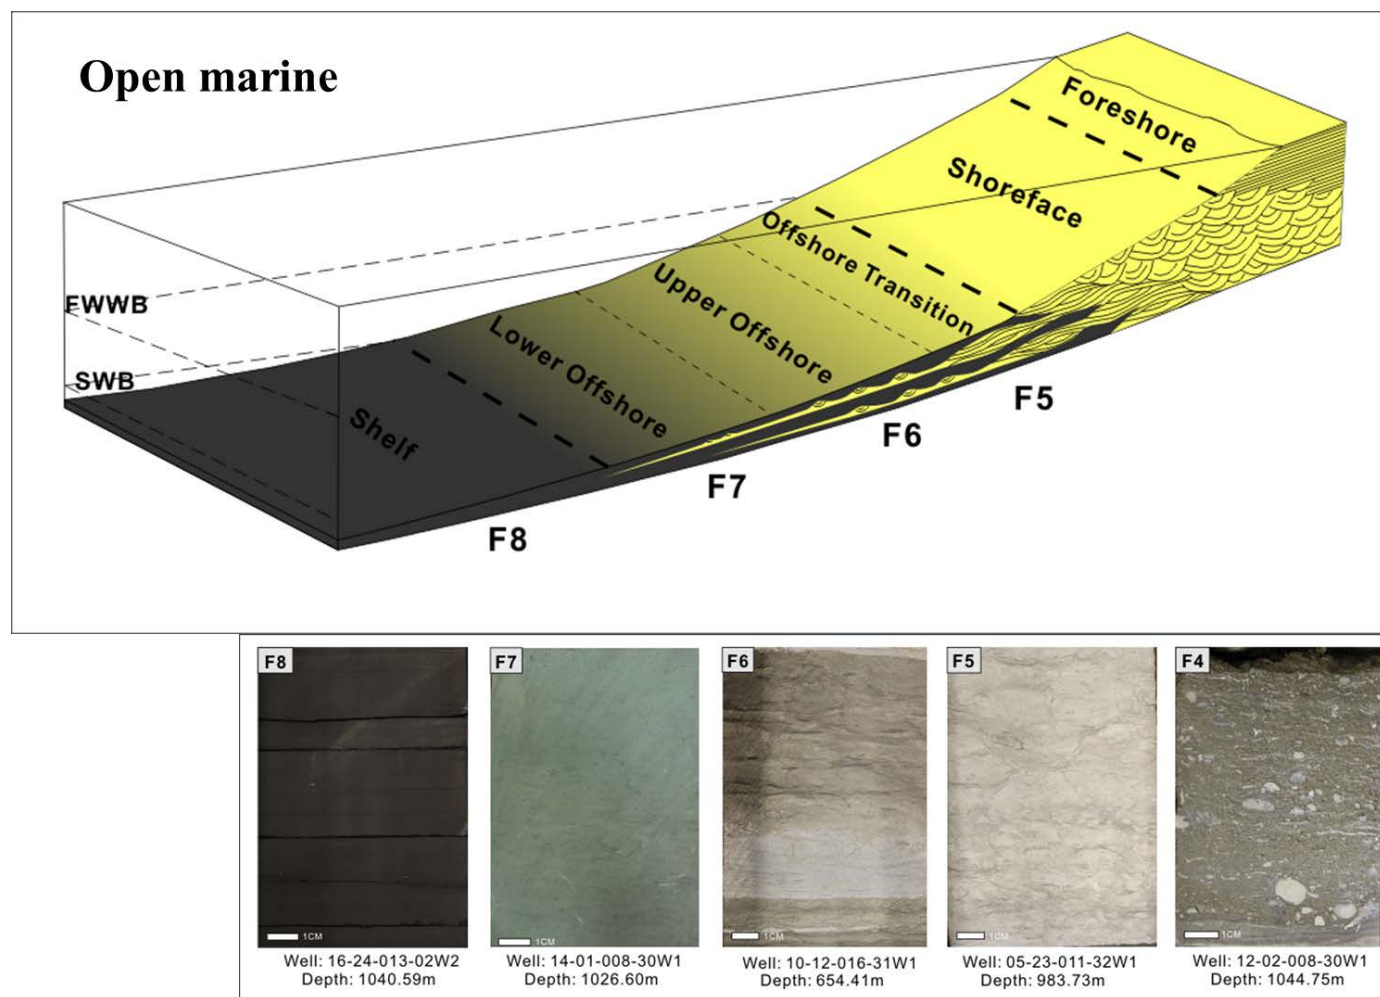 Open marine
Foreshore
Shoreface
Offshore Transition
Upper Offshore
Lower Offshore
Shelf
FWWB
SWB
F5
F6
F7
F8
F8
F7
F6
F5
F4
1CM
1CM
1CM
1CM
1CM
Well: 16-24-013-02W2
Depth: 1040.59m
Well: 14-01-008-30W1
Depth: 1026.60m
Well: 10-12-016-31W1
Depth: 654.41m
Well: 05-23-011-32W1
Depth: 983.73m
Well: 12-02-008-30W1
Depth: 1044.75m